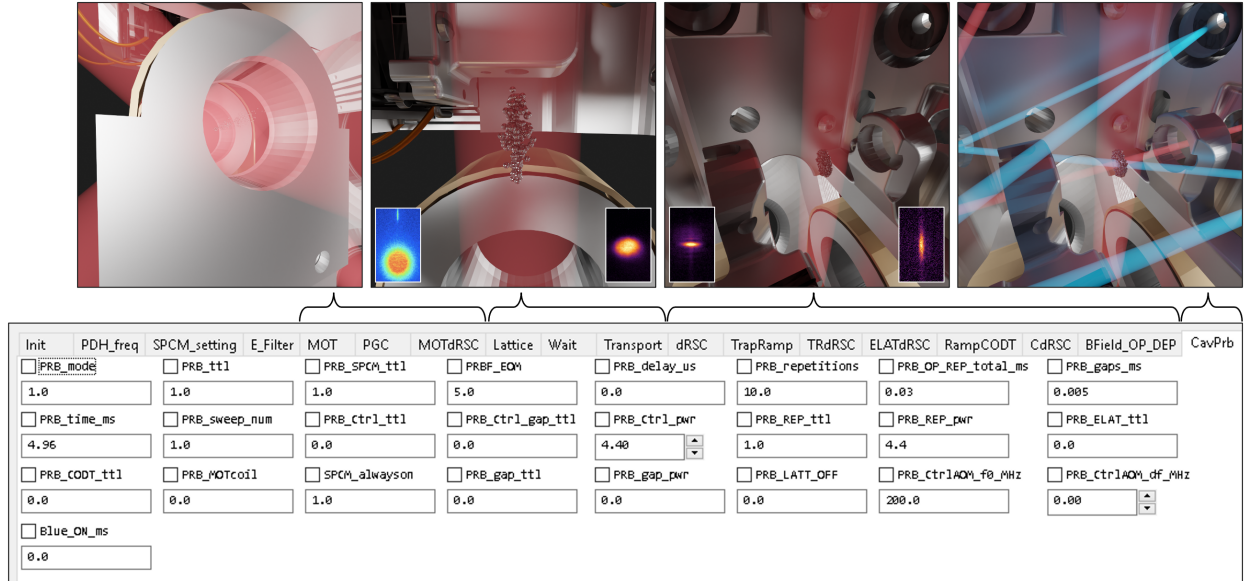 Init PDH_freq SPCM_setting E_Filter MOT PGC MOTdRSC Lattice Wait Transport dRSC TrapRamp TRdRSC ELATdRSC RampCODT CdRSC BField_OP_DEP CavPrb
PRB_mode PRB_ttl PRB_SPCM_ttl PRBF_EOM PRB_delay_us PRB_repetitions PRB_OP_REP_total_ms PRB_gaps_ms
1.0 1.0 1.0 5.0 0.0 10.0 0.03 0.005
PRB_time_ms PRB_sweep_num PRB_Ctrl_ttl PRB_Ctrl_gap_ttl PRB_Ctrl_pwr PRB_REP_ttl PRB_REP_pwr PRB_ELAT_ttl
4.96 1.0 0.0 0.0 4.40 1.0 4.4 0.0
PRB_CODT_ttl PRB_MOTcoil SPCM_alwayson PRB_gap_ttl PRB_gap_pwr PRB_LATT_OFF PRB_CtrlAOM_f0_MHz PRB_CtrlAOM_df_MHz
0.0 0.0 1.0 0.0 0.0 0.0 200.0 0.00
Blue_ON_ms
0.0